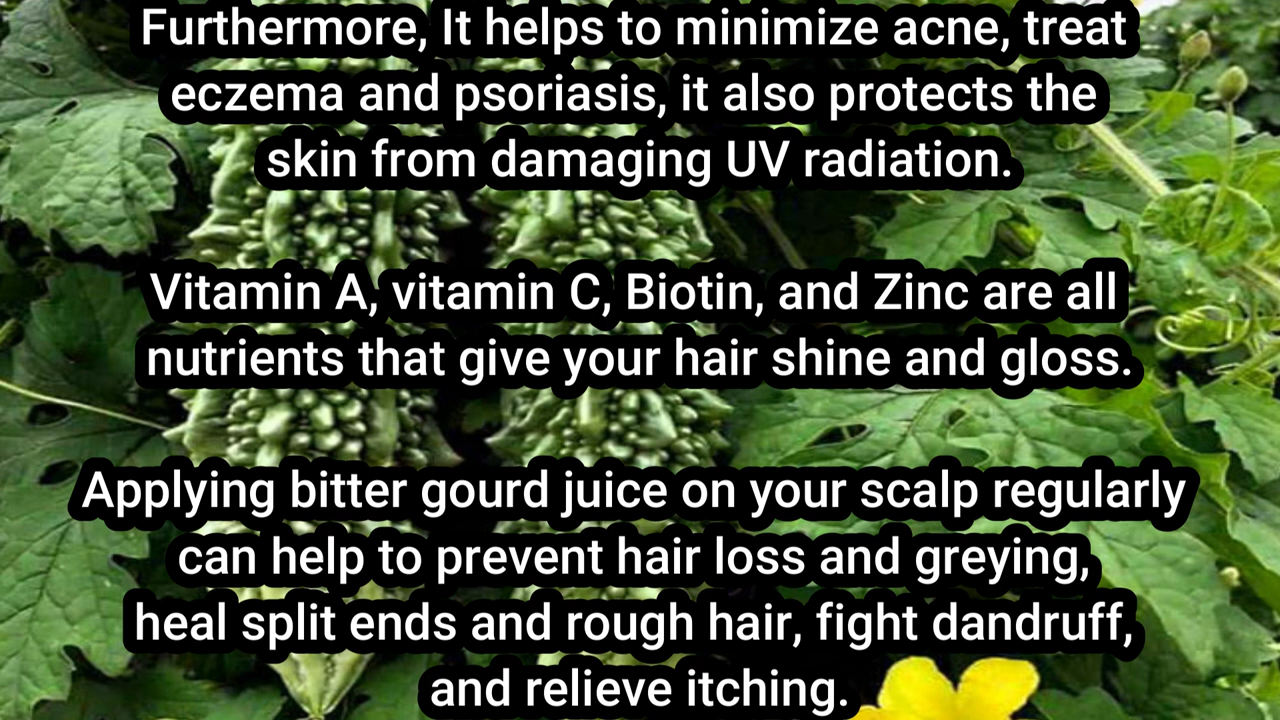 Furthermore, It helps to minimize acne, treat
eczema and psoriasis, it also protects the
skin from damaging UV radiation.
Vitamin A, vitamin C, Biotin, and Zinc are all
nutrients that give your hair shine and gloss.
Applying bitter gourd juice on your scalp regularly
can help to prevent hair loss and greying,
heal split ends and rough hair, fight dandruff,
and relieve itching.